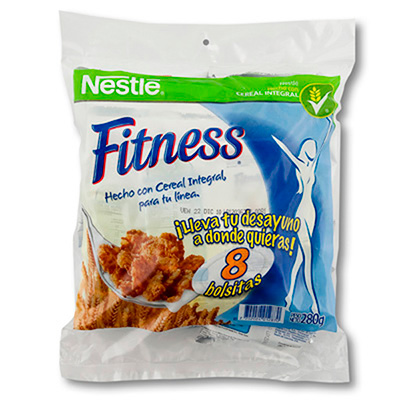 Nestlé
CEREAL INTEGRAL
Fitness
Hecho con Cereal Integral,
para tu línea.
¡Lleva tu desayuno
a donde quieras!
8
bolsitas
280g